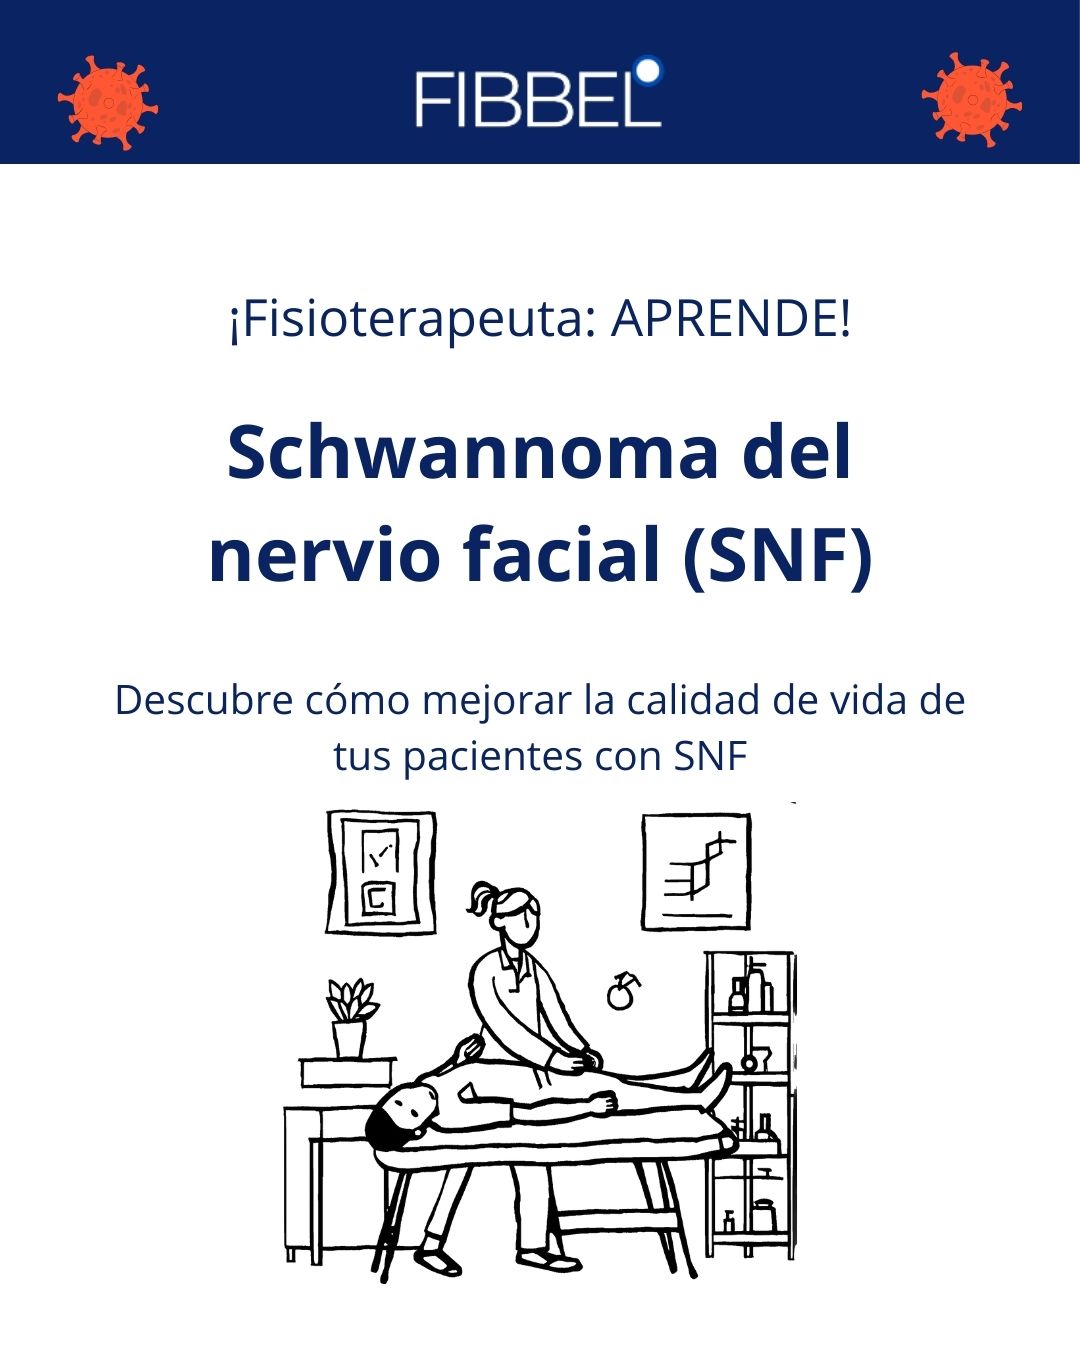 FIBBEL
¡Fisioterapeuta: APRENDE!
Schwannoma del
nervio facial (SNF)
Descubre cómo mejorar la calidad de vida de
tus pacientes con SNF